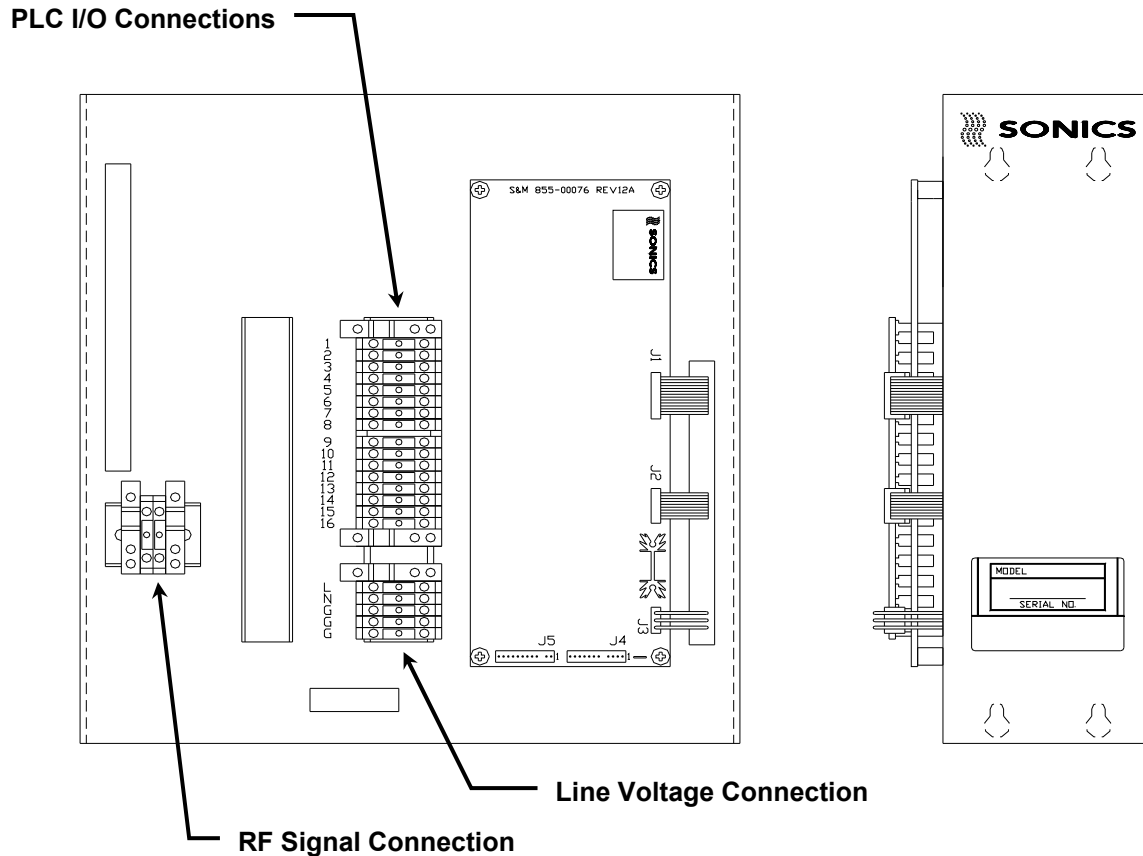 PLC I/O Connections
SONICS
S&M 855-00076 REV12A
SONICS
J1
1
2
3
4
5
6
7
8
9
10
11
12
13
14
15
16
J2
L
N
G
G
G
J3
J5
1
J4
1
MODEL
SERIAL NO.
Line Voltage Connection
RF Signal Connection